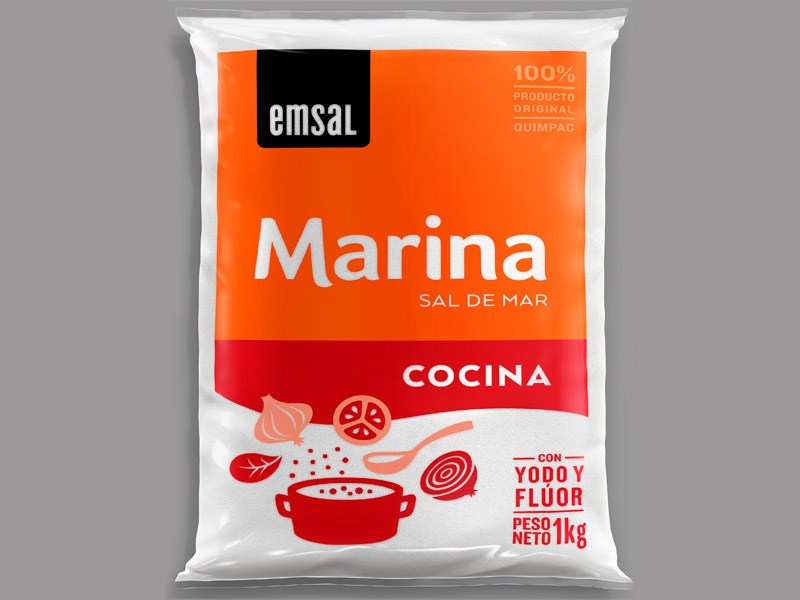 emsal
100%
PRODUCTO
ORIGINAL
QUIMPAC
Marina
SAL DE MAR
COCINA
CON
YODO Y
FLÚOR
PESO
NETO 1kg